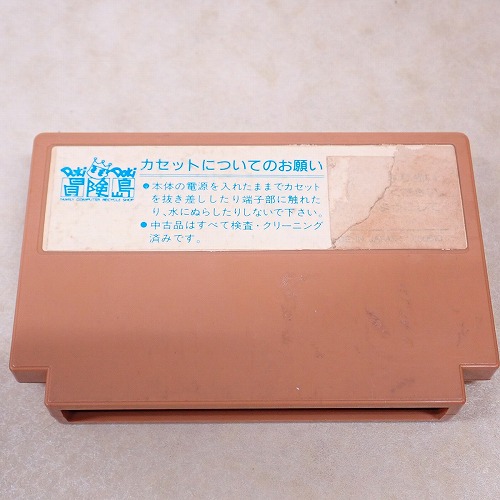 Doki Doki
冒険島
FAMILY COMPUTER RECYCLE SHOP
カセットについてのお願い
●本体の電源を入れたままでカセット
を抜き差ししたり端子部に触れた
り、水にぬらしたりしないで下さい。
●中古品はすべて検査・クリーニング
済みです。